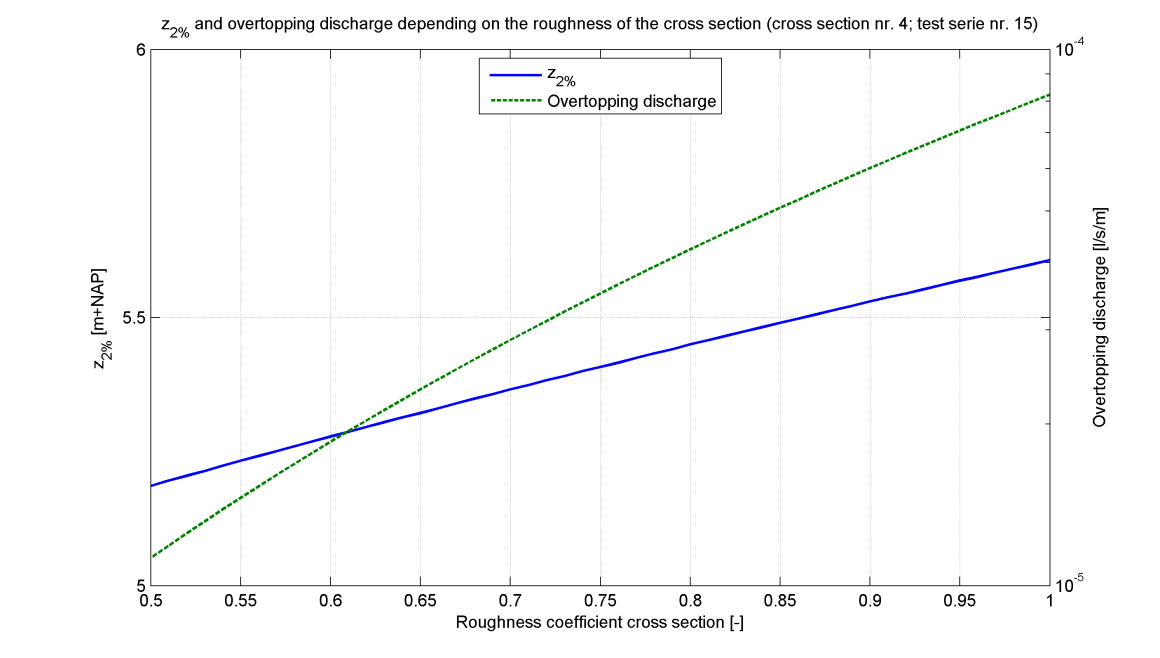 z2% and overtopping discharge depending on the roughness of the cross section (cross section nr. 4; test serie nr. 15)
6
10-4
z2%
Overtopping discharge
z2% [m+NAP]
5.5
Overtopping discharge [l/s/m]
5
10-5
0.5 0.55 0.6 0.65 0.7 0.75 0.8 0.85 0.9 0.95 1
Roughness coefficient cross section [-]